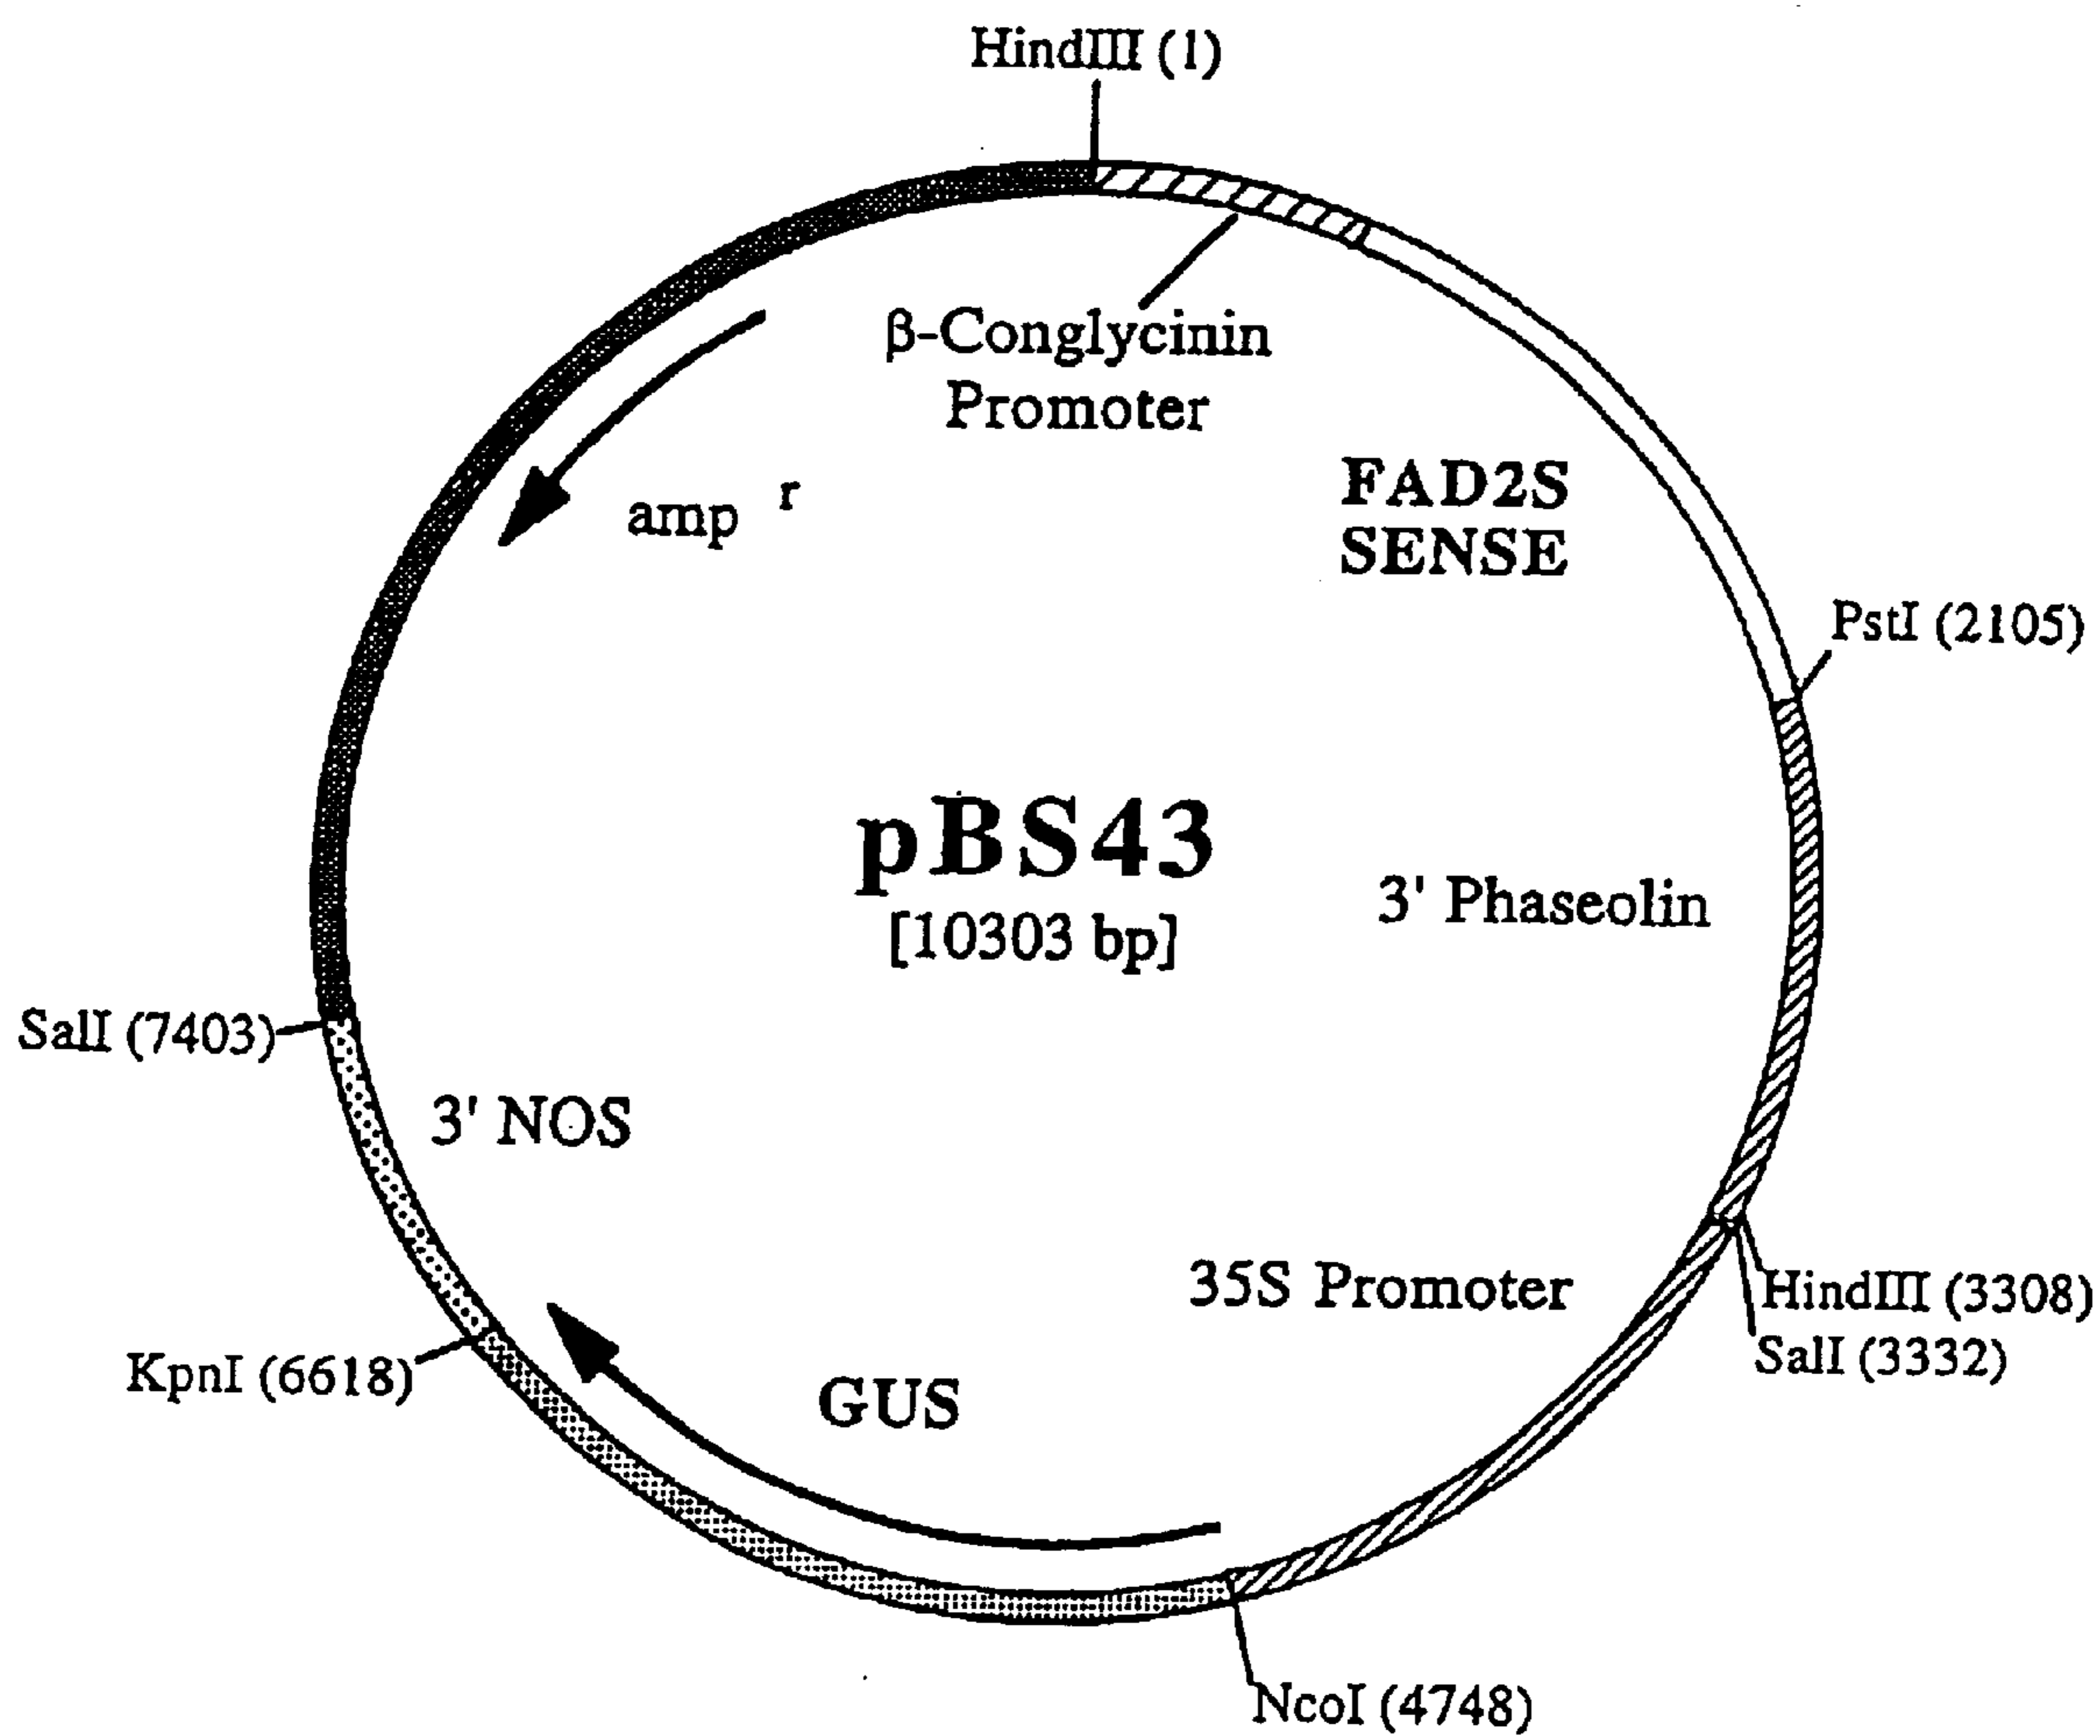 HindIII (1)
β-Conglycinin
Promoter
FAD2S
SENSE
amp r
PstI (2105)
pBS43
[10303 bp]
3' Phaseolin
SalI (7403)
3' NOS
35S Promoter
HindIII (3308)
SalI (3332)
KpnI (6618)
GUS
NcoI (4748)